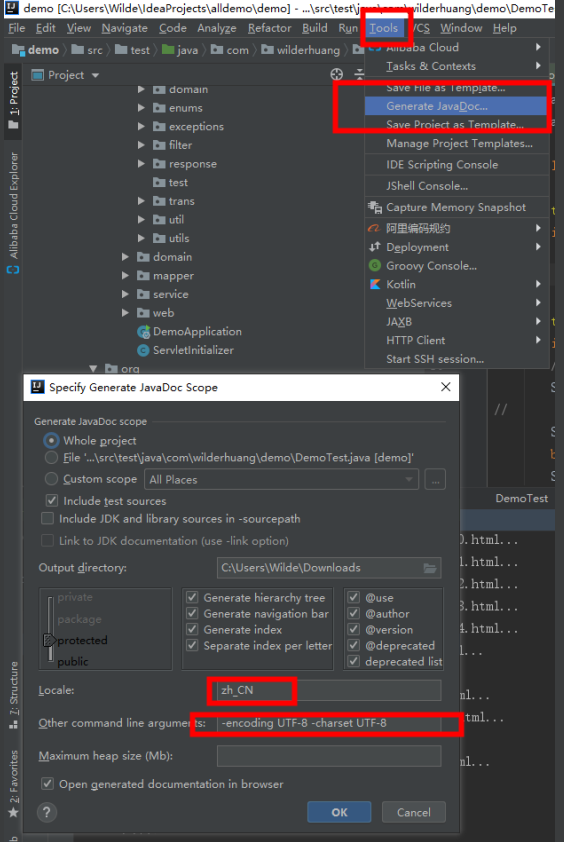 demo [C:\Users\Wilde\IdeaProjects\alldemo\demo] - ...\src\test\java\com\wilderhuang\demo\DemoTest
File Edit View Navigate Code Analyze Refactor Build Run Tools VCS Window Help
demo src test java com wilderhuang
Alibaba Cloud
Tasks & Contexts
1: Project
Project
Save File as Template...
Generate JavaDoc...
Save Project as Template...
Manage Project Templates...
IDE Scripting Console
JShell Console...
Capture Memory Snapshot
阿里编码规约
Deployment
Groovy Console...
Kotlin
WebServices
JAXB
HTTP Client
Start SSH session...
Alibaba Cloud Explorer
domain
enums
exceptions
filter
response
test
trans
util
utils
domain
mapper
service
web
DemoApplication
ServletInitializer
org
//
DemoTest
Specify Generate JavaDoc Scope
Generate JavaDoc scope
Whole project
File '...\src\test\java\com\wilderhuang\demo\DemoTest.java [demo]'
Custom scope All Places ...
Include test sources
Include JDK and library sources in -sourcepath
Link to JDK documentation (use -link option)
Output directory: C:\Users\Wilde\Downloads
private
package
protected
public
Generate hierarchy tree
Generate navigation bar
Generate index
Separate index per letter
@use
@author
@version
@deprecated
deprecated list
Locale: zh_CN
Other command line arguments: -encoding UTF-8 -charset UTF-8
Maximum heap size (Mb):
Open generated documentation in browser
? OK Cancel
0.html...
1.html...
2.html...
3.html...
4.html...
l...
ml...
tml...
ml...
Z: Structure
2: Favorites